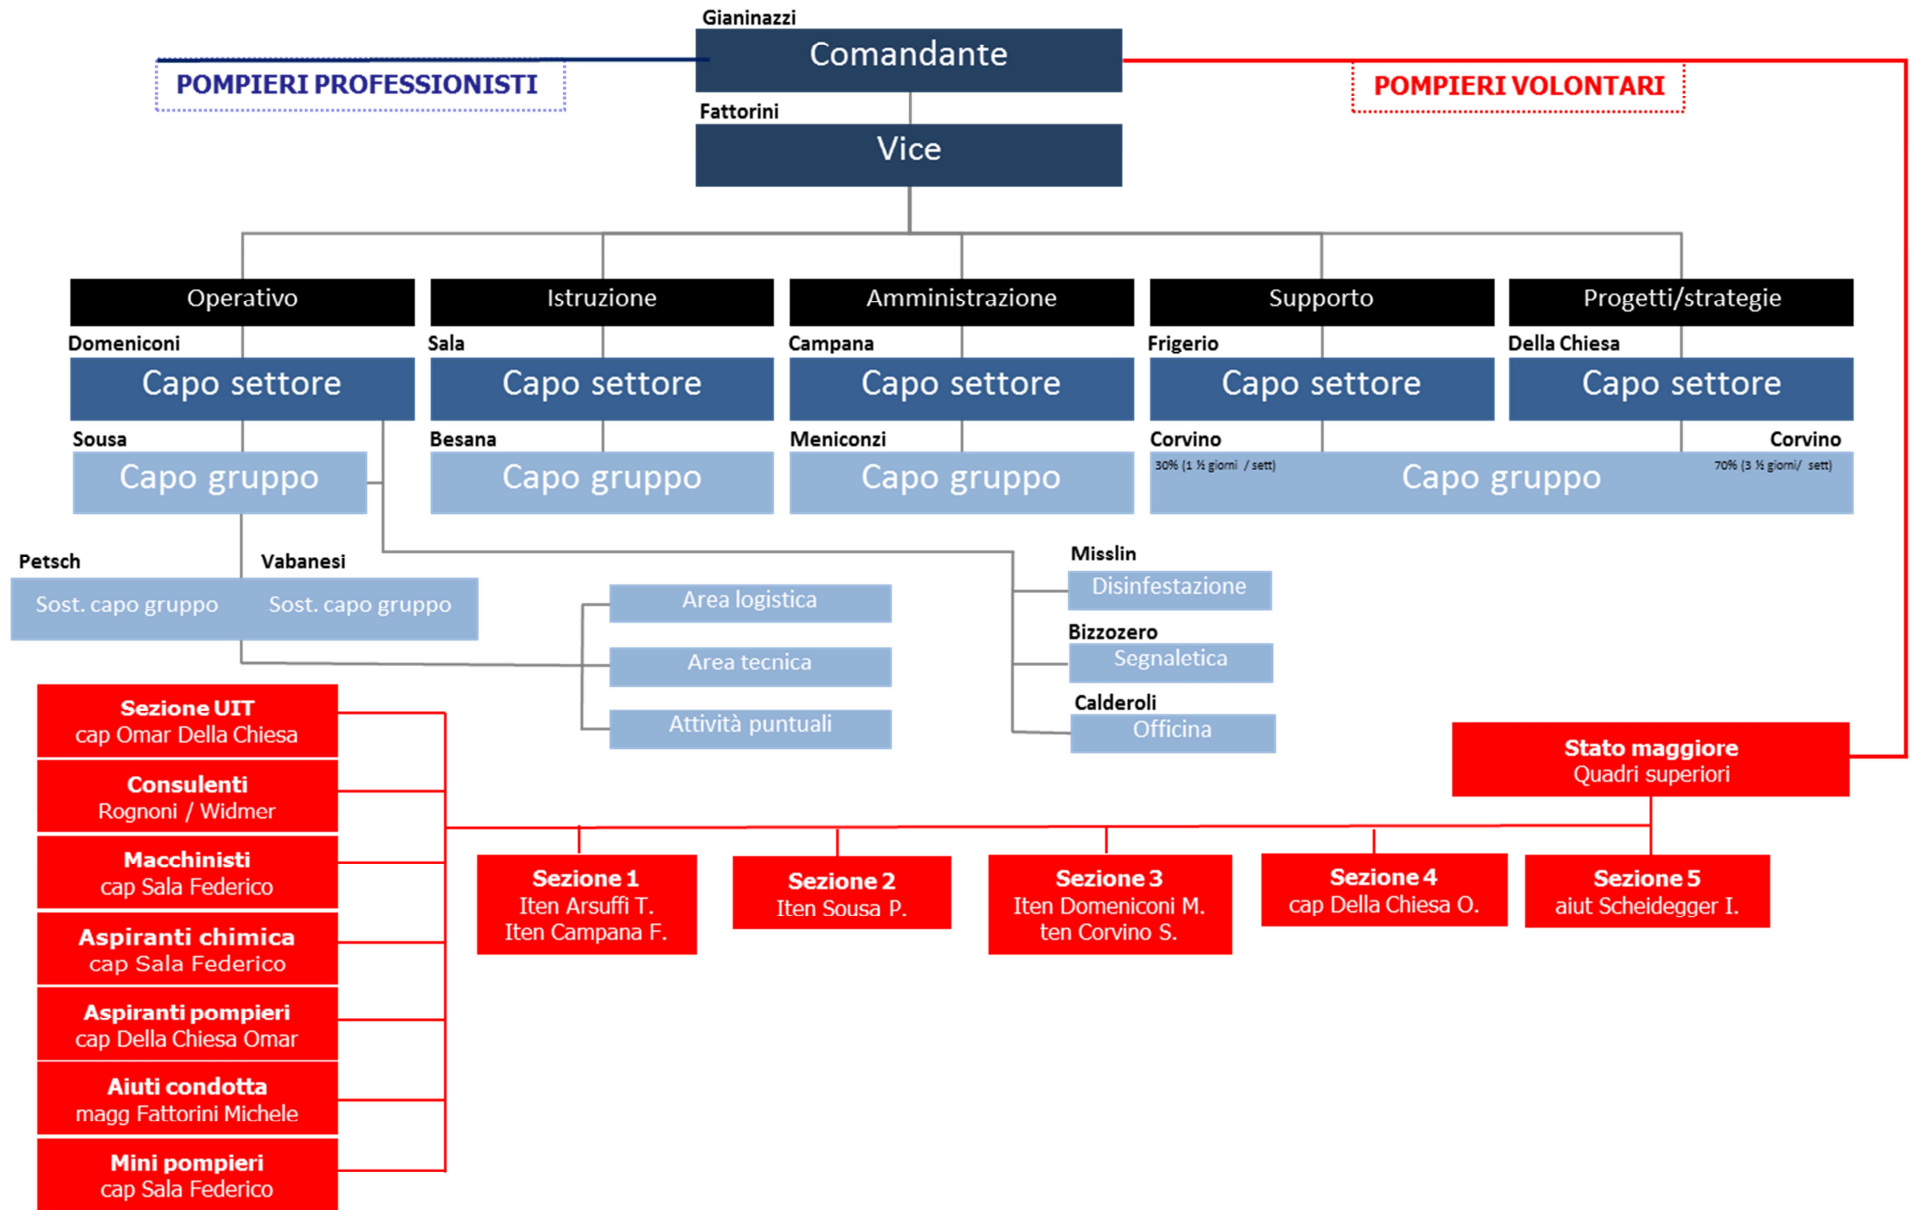 Gianinazzi
Comandante
POMPIERI PROFESSIONISTI
POMPIERI VOLONTARI
Fattorini
Vice
Operativo
Istruzione
Amministrazione
Supporto
Progetti/strategie
Domeniconi
Sala
Campana
Frigerio
Della Chiesa
Capo settore
Capo settore
Capo settore
Capo settore
Capo settore
Sousa
Besana
Meniconzi
Corvino
Corvino
Capo gruppo
Capo gruppo
Capo gruppo
30% (1 ½ giorni / sett)
Capo gruppo
70% (3 ½ giorni/ sett)
Petsch
Vabanesi
Sost. capo gruppo
Sost. capo gruppo
Area logistica
Area tecnica
Attività puntuali
Misslin
Disinfestazione
Bizzozero
Segnaletica
Calderoli
Officina
Sezione UIT
cap Omar Della Chiesa
Consulenti
Rognoni / Widmer
Macchinisti
cap Sala Federico
Aspiranti chimica
cap Sala Federico
Aspiranti pompieri
cap Della Chiesa Omar
Aiuti condotta
magg Fattorini Michele
Mini pompieri
cap Sala Federico
Stato maggiore
Quadri superiori
Sezione 1
Iten Arsuffi T.
Iten Campana F.
Sezione 2
Iten Sousa P.
Sezione 3
Iten Domeniconi M.
ten Corvino S.
Sezione 4
cap Della Chiesa O.
Sezione 5
aiut Scheidegger I.